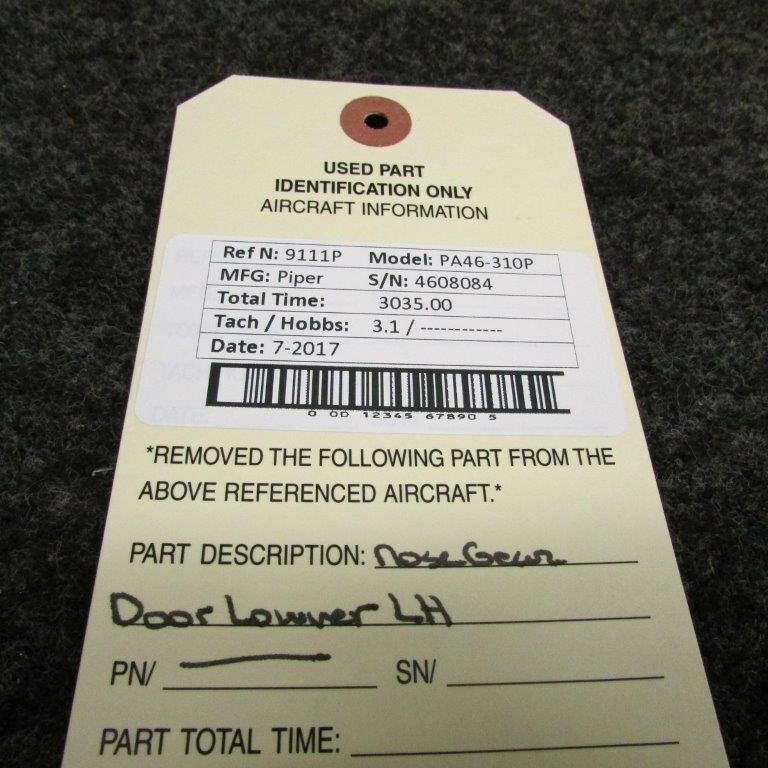 USED PART
IDENTIFICATION ONLY
AIRCRAFT INFORMATION
Ref N: 9111P Model: PA46-310P
MFG: Piper S/N: 4608084
Total Time: 3035.00
Tach / Hobbs: 3.1 / ------------
Date: 7-2017
0 00 12345 67890 5
*REMOVED THE FOLLOWING PART FROM THE
ABOVE REFERENCED AIRCRAFT.*
PART DESCRIPTION: Nose Gear
Door Lowwer LH
PN/ SN/
PART TOTAL TIME: